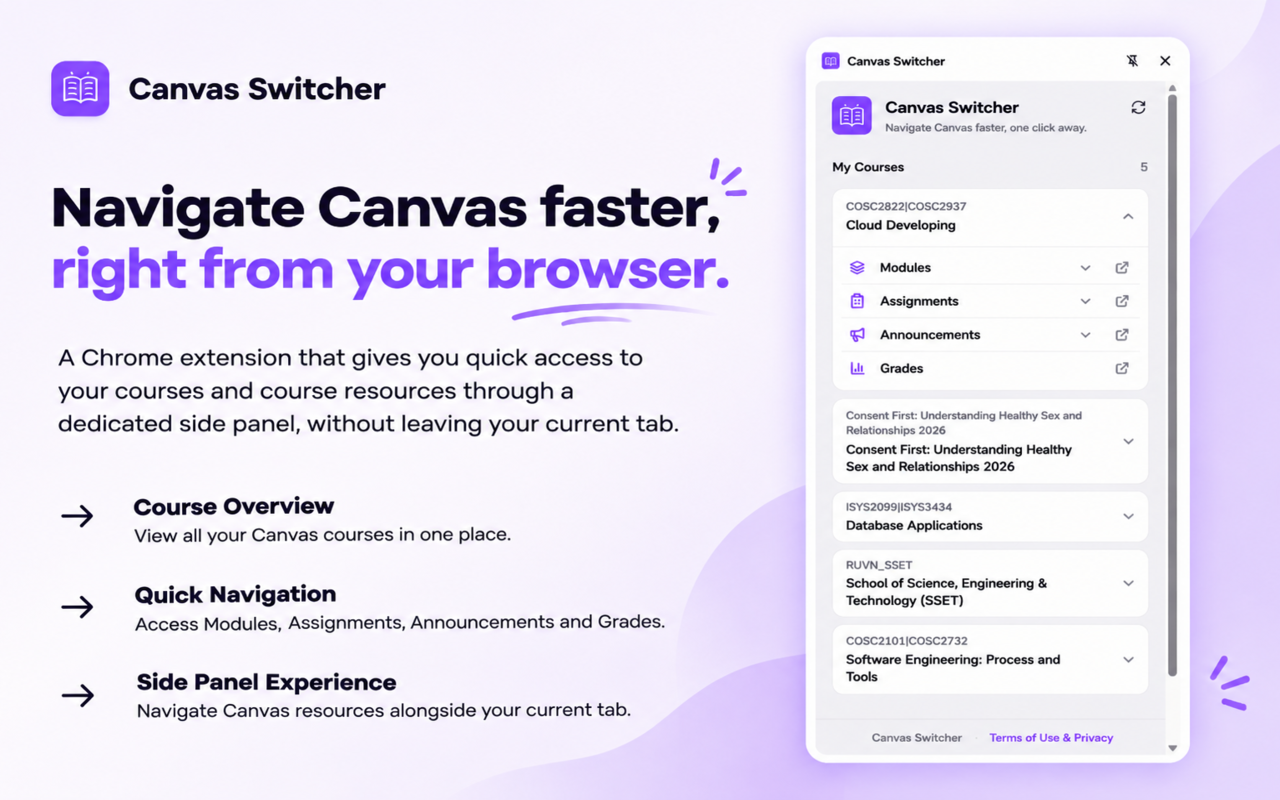 Canvas Switcher
Navigate Canvas faster,
right from your browser.
A Chrome extension that gives you quick access to
your courses and course resources through a
dedicated side panel, without leaving your current tab.
Course Overview
View all your Canvas courses in one place.
Quick Navigation
Access Modules, Assignments, Announcements and Grades.
Side Panel Experience
Navigate Canvas resources alongside your current tab.
Canvas Switcher
Canvas Switcher
Navigate Canvas faster, one click away.
My Courses 5
COSC2822|COSC2937
Cloud Developing
Modules
Assignments
Announcements
Grades
Consent First: Understanding Healthy Sex and
Relationships 2026
Consent First: Understanding Healthy
Sex and Relationships 2026
ISYS2099|ISYS3434
Database Applications
RUVN_SSET
School of Science, Engineering &
Technology (SSET)
COSC2101|COSC2732
Software Engineering: Process and
Tools
Canvas Switcher · Terms of Use & Privacy